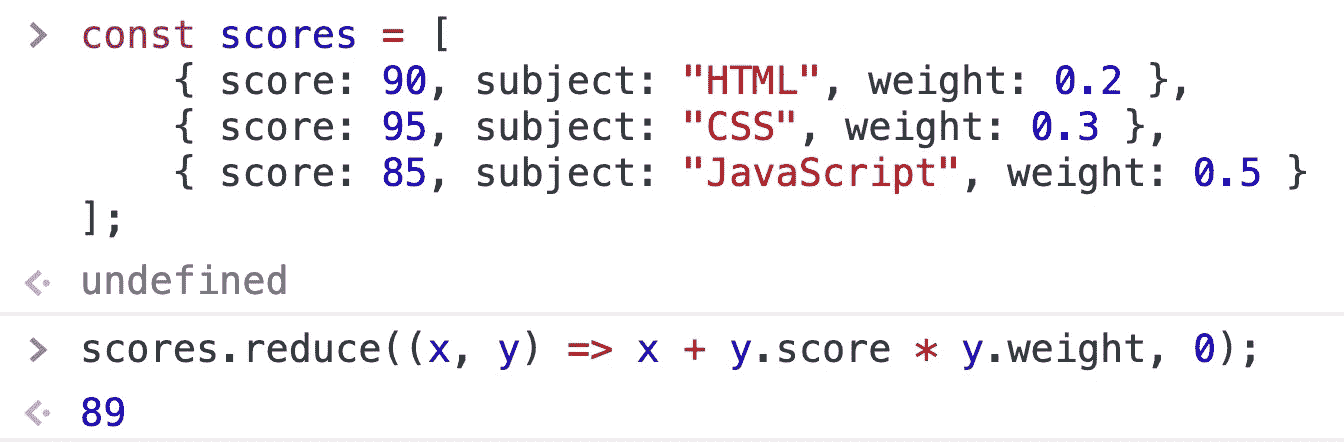 > const scores = [
    { score: 90, subject: "HTML", weight: 0.2 },
    { score: 95, subject: "CSS", weight: 0.3 },
    { score: 85, subject: "JavaScript", weight: 0.5 }
];
<· undefined
> scores.reduce((x, y) => x + y.score * y.weight, 0);
<· 89